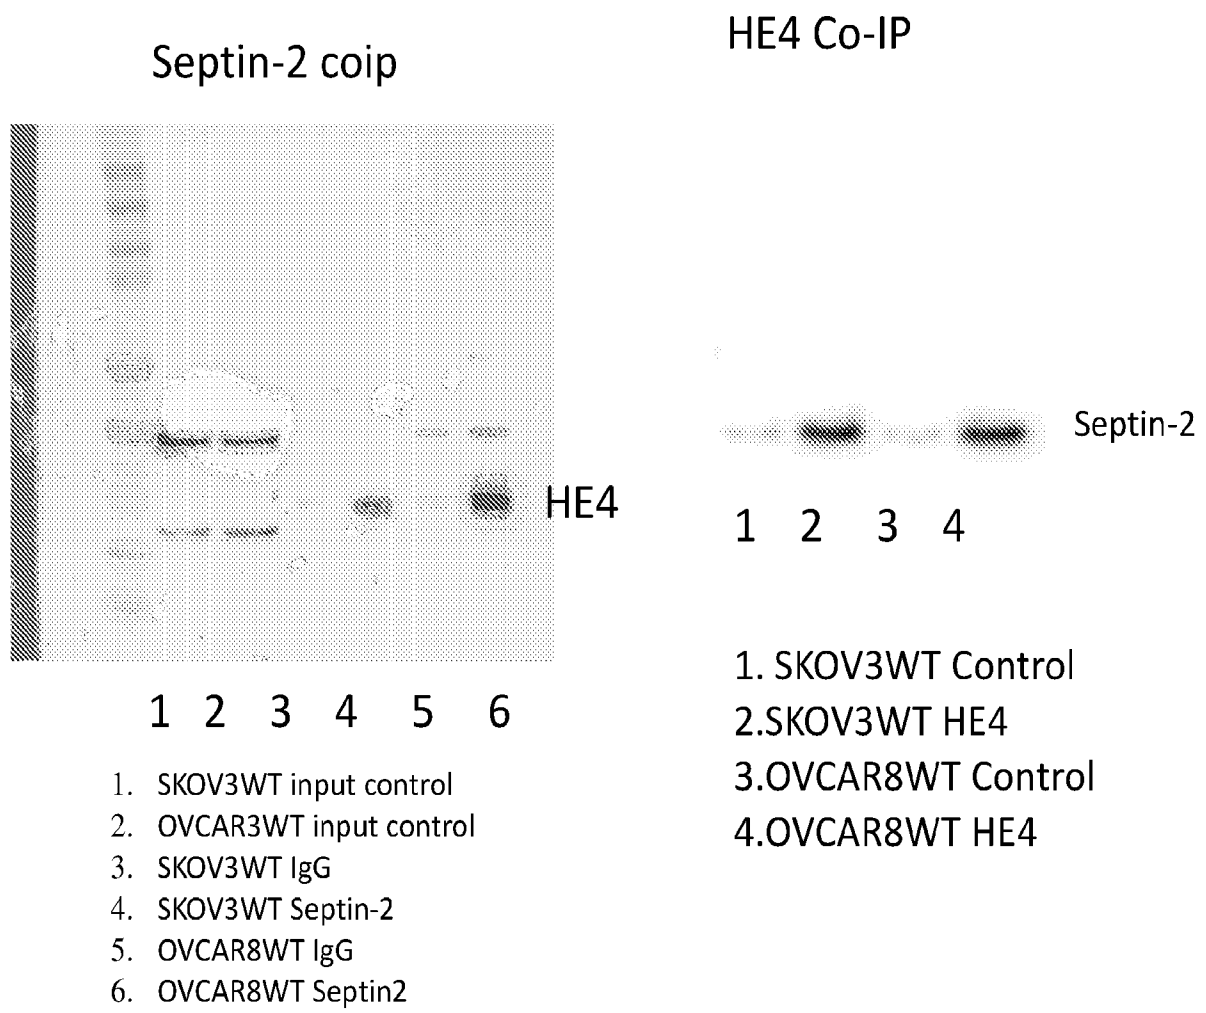 Septin-2 coip
HE4
1 2 3 4 5 6
1. SKOV3WT input control
2. OVCAR3WT input control
3. SKOV3WT IgG
4. SKOV3WT Septin-2
5. OVCAR8WT IgG
6. OVCAR8WT Septin2
HE4 Co-IP
Septin-2
1 2 3 4
1. SKOV3WT Control
2.SKOV3WT HE4
3.OVCAR8WT Control
4.OVCAR8WT HE4